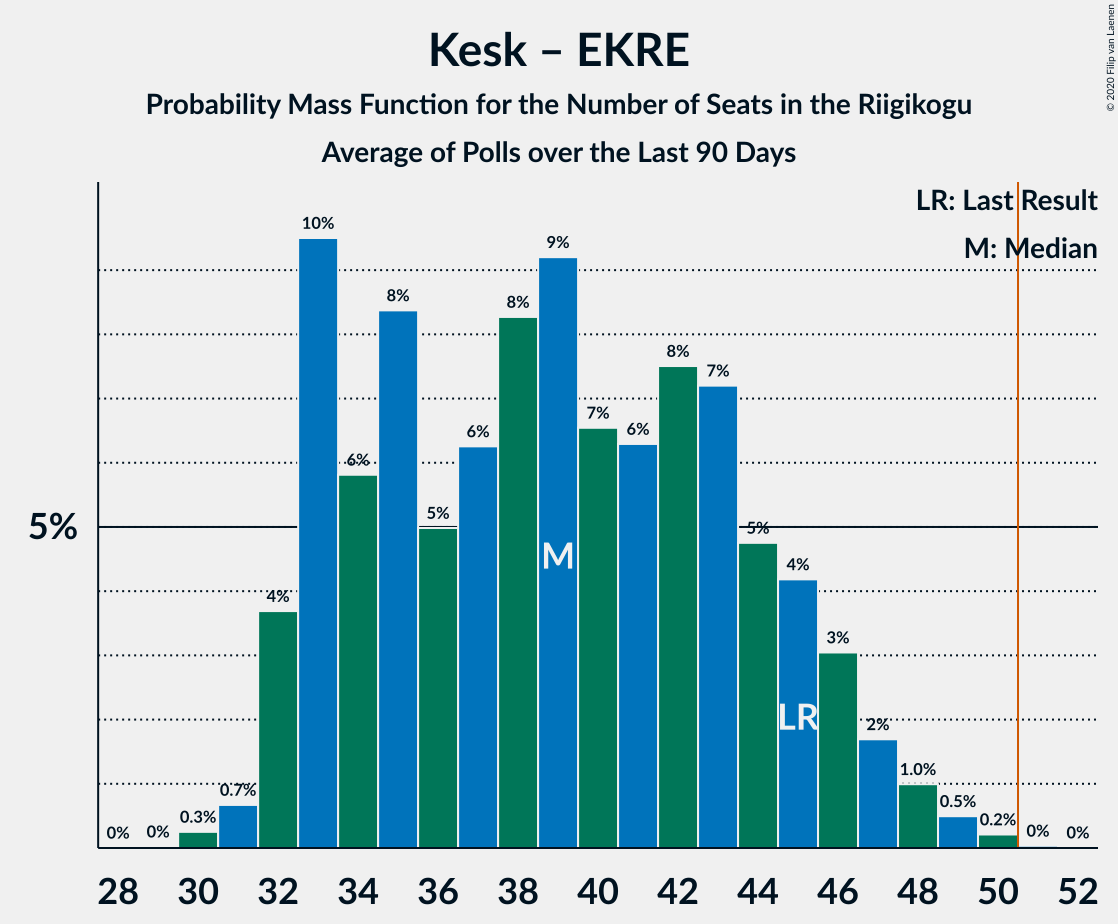 Kesk – EKRE
Probability Mass Function for the Number of Seats in the Riigikogu
Average of Polls over the Last 90 Days
© 2020 Filip van Laenen
LR: Last Result
M: Median
5%
0% 0% 0.3% 0.7% 4% 10% 6% 8% 5% 6% 8% 9% 7% 6% 8% 7% 5% 4% 3% 2% 1.0% 0.5% 0.2% 0% 0%
M
LR
28 30 32 34 36 38 40 42 44 46 48 50 52